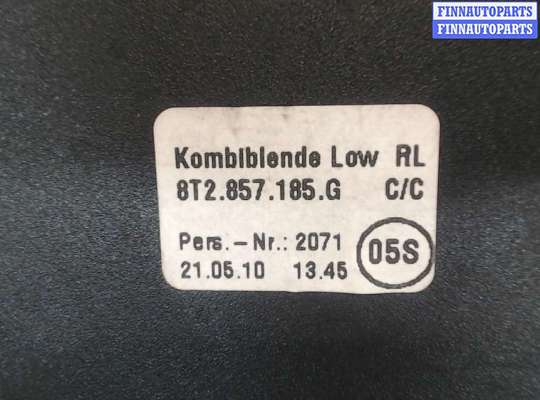 FINNAUTOPARTS
FINNAUTOPARTS
Kombiblende Low RL
8T2.857.185.G C/C
Pers.-Nr.: 2071
21.05.10 13.45
05S